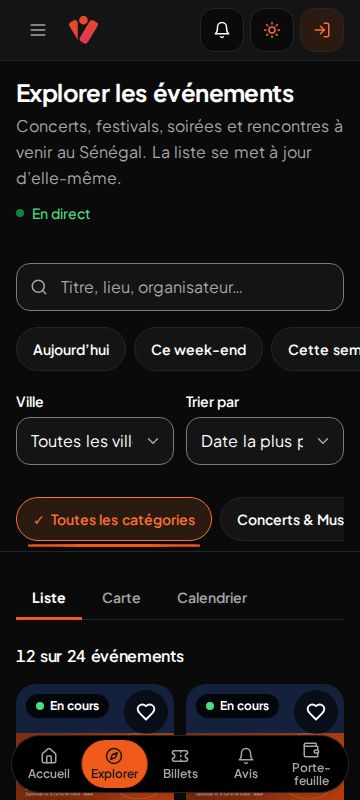 Explorer les événements
Concerts, festivals, soirées et rencontres à
venir au Sénégal. La liste se met à jour
d’elle-même.
En direct
Titre, lieu, organisateur…
Aujourd’hui
Ce week-end
Cette sem
Ville
Trier par
Toutes les vill
Date la plus p
✓ Toutes les catégories
Concerts & Mus
Liste
Carte
Calendrier
12 sur 24 événements
En cours
En cours
Accueil
Explorer
Billets
Avis
Porte-
feuille